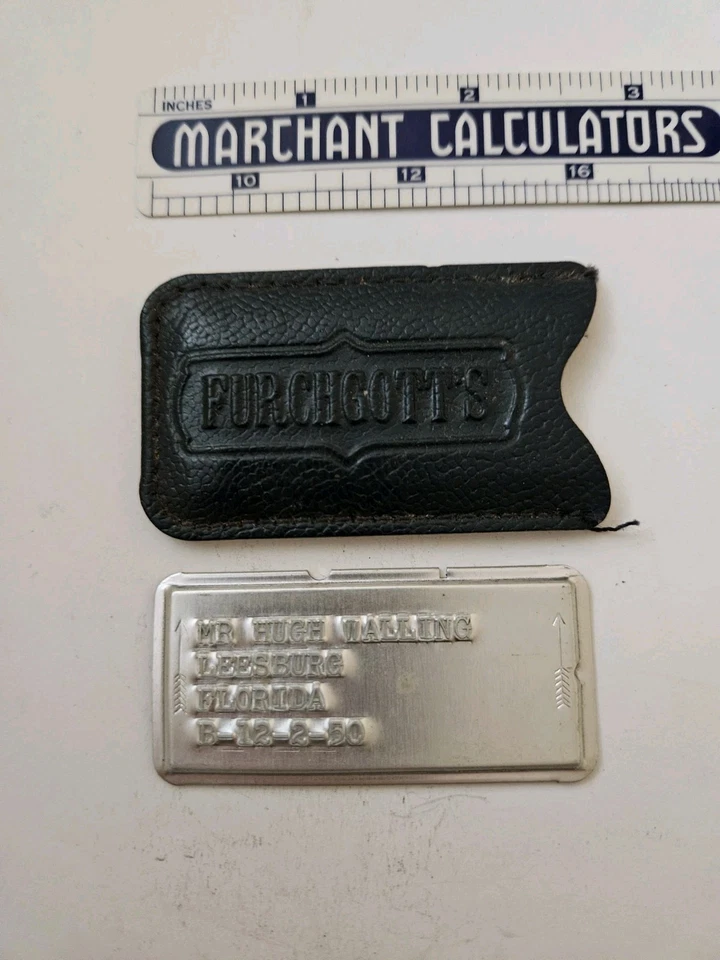 INCHES 1 2 3
MARCHANT CALCULATORS
10 12 16
FURCHGOTT'S
MR HUGH WALLING
LEESBURG
FLORIDA
B-12-2-50